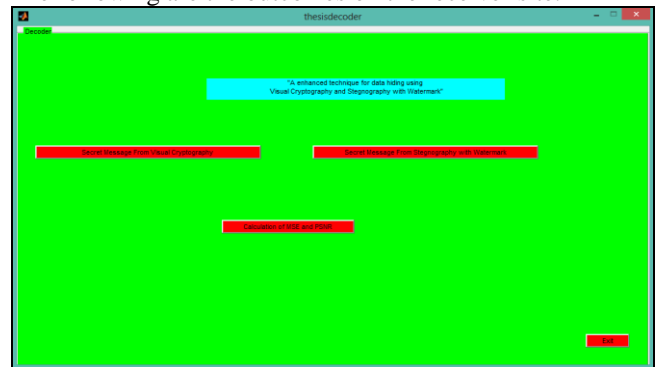 thesisdecoder
Decoder
"A enhanced technique for data hiding using
Visual Cryptography and Stegnography with Watermark"
Secret Message From Visual Cryptography
Secret Message From Stegnography with Watermark
Calculation of MSE and PSNR
Exit